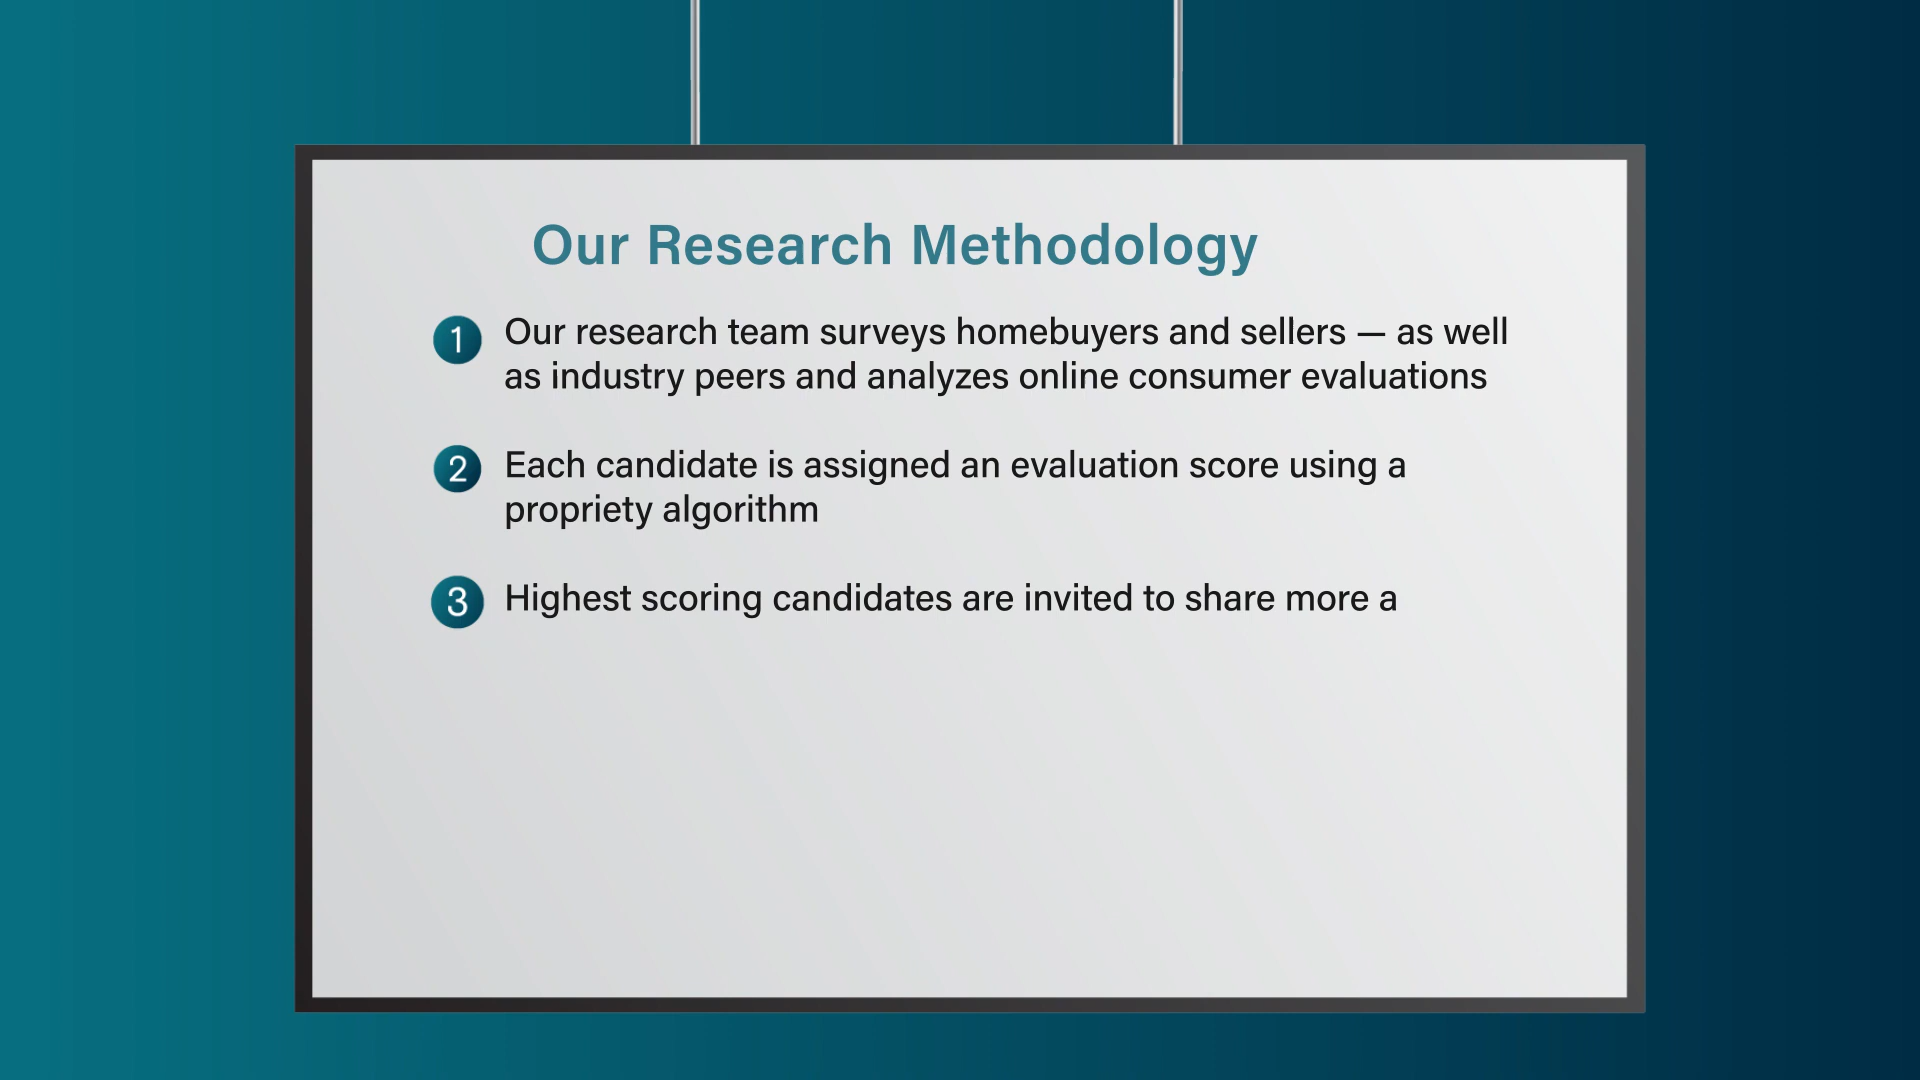 Our Research Methodology
1 Our research team surveys homebuyers and sellers — as well
as industry peers and analyzes online consumer evaluations
2 Each candidate is assigned an evaluation score using a
propriety algorithm
3 Highest scoring candidates are invited to share more a